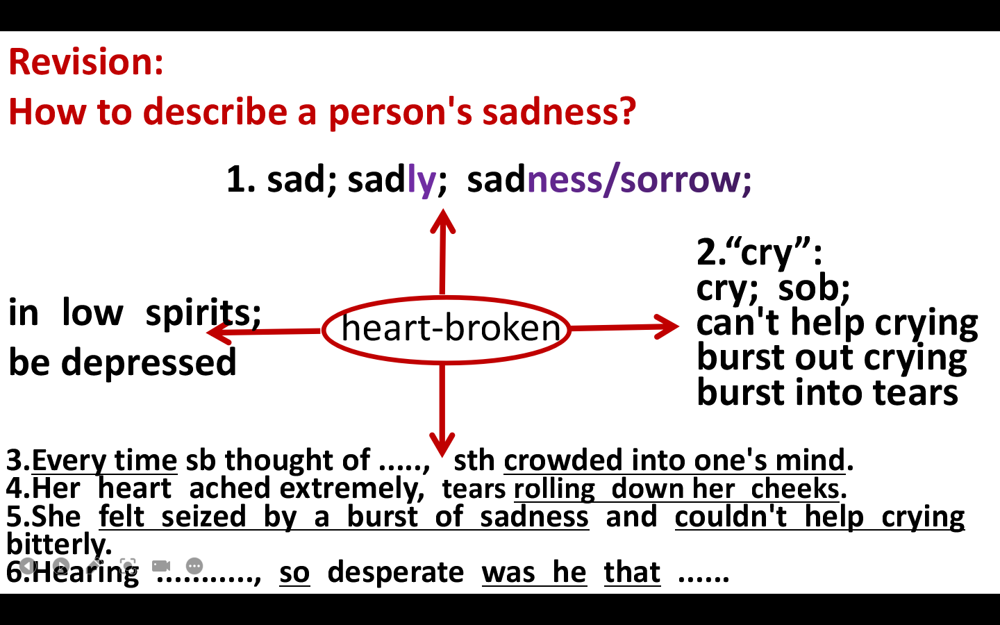 Revision:
How to describe a person's sadness?
1. sad; sadly; sadness/sorrow;
2.“cry”:
cry; sob;
can't help crying
burst out crying
burst into tears
in low spirits;
be depressed
heart-broken
3.Every time sb thought of ....., sth crowded into one's mind.
4.Her heart ached extremely, tears rolling down her cheeks.
5.She felt seized by a burst of sadness and couldn't help crying
bitterly.
6.Hearing ............, so desperate was he that ......